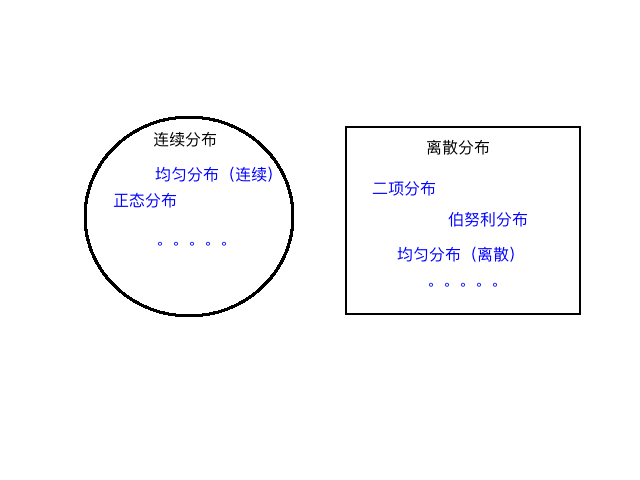 连续分布
均匀分布（连续）
正态分布
。。。。。
离散分布
二项分布
伯努利分布
均匀分布（离散）
。。。。。